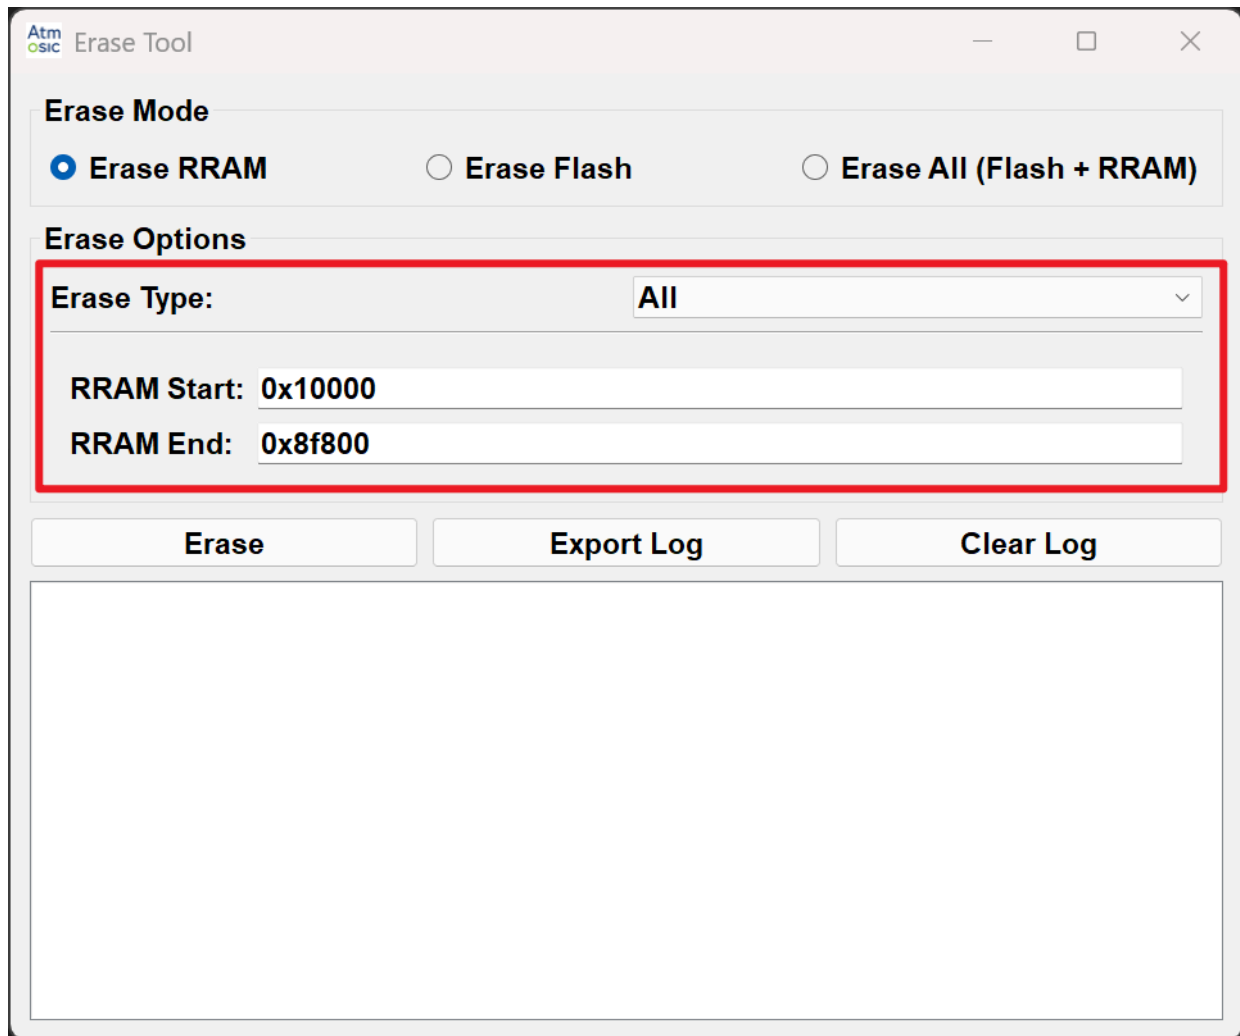 Atm
osic
Erase Tool
Erase Mode
Erase RRAM
Erase Flash
Erase All (Flash + RRAM)
Erase Options
Erase Type:
All
RRAM Start: 0x10000
RRAM End: 0x8f800
Erase
Export Log
Clear Log